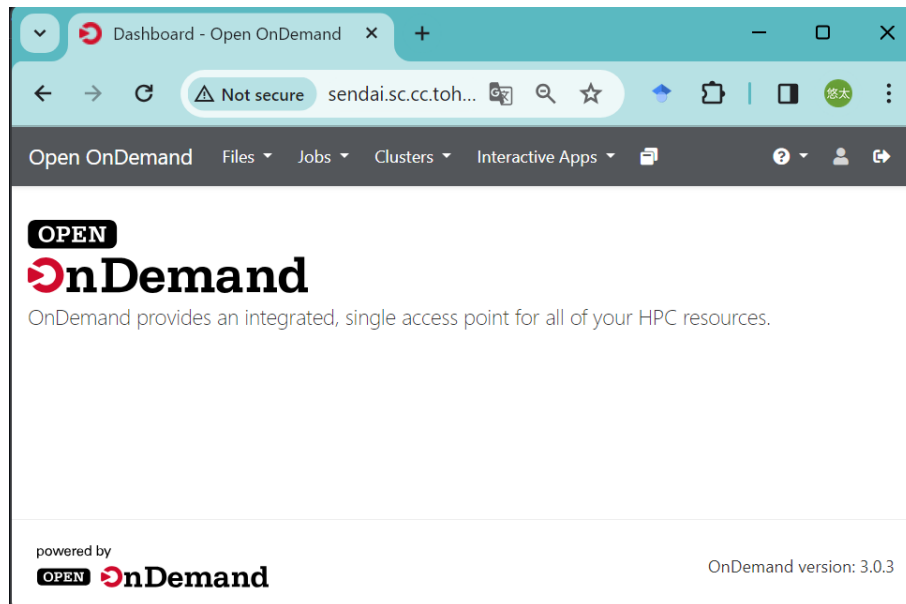 Dashboard - Open OnDemand
Not secure sendai.sc.cc.toh... 悠太
Open OnDemand Files Jobs Clusters Interactive Apps
OPEN
OnDemand
OnDemand provides an integrated, single access point for all of your HPC resources.
powered by
OPEN OnDemand
OnDemand version: 3.0.3